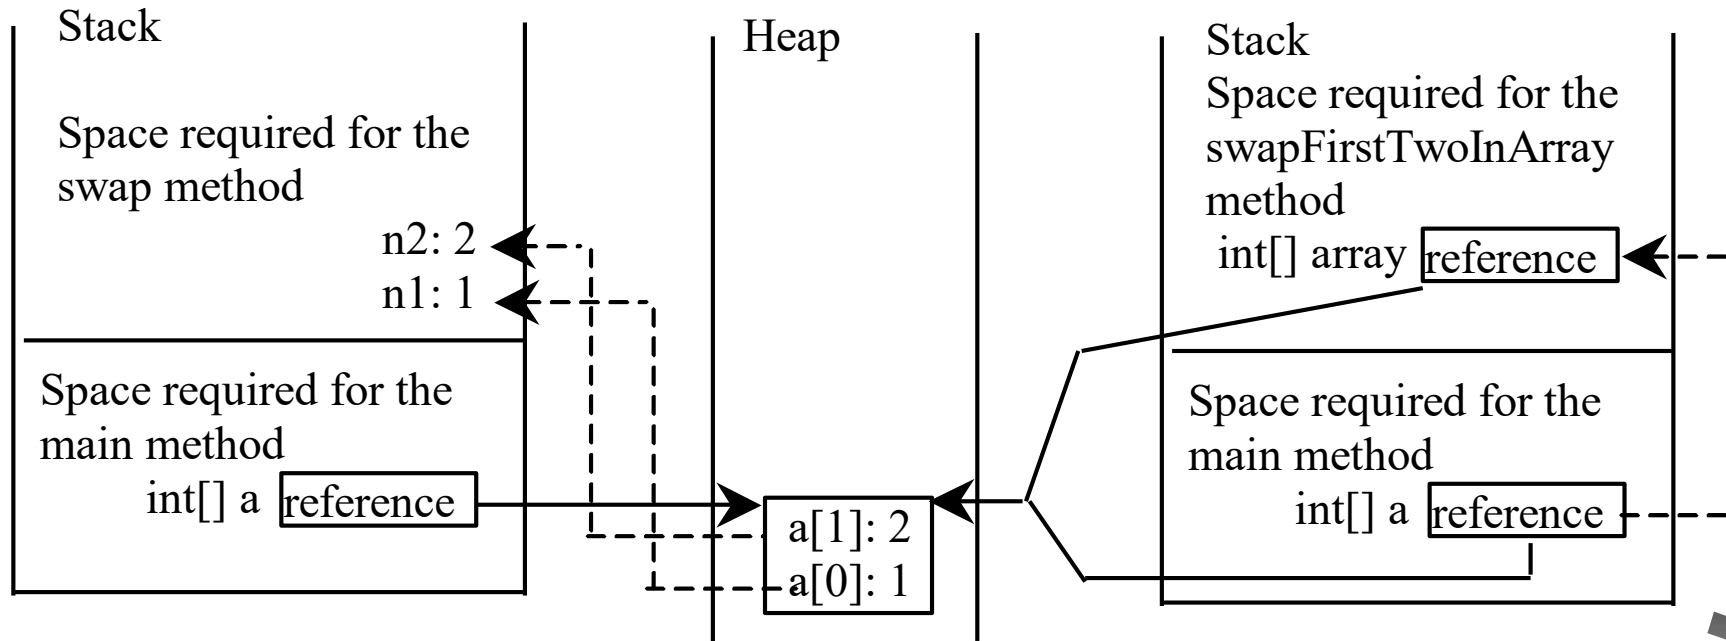 Stack
Space required for the
swap method
n2: 2
n1: 1
Space required for the
main method
int[] a reference
Heap
a[1]: 2
a[0]: 1
Stack
Space required for the
swapFirstTwoInArray
method
int[] array reference
Space required for the
main method
int[] a reference